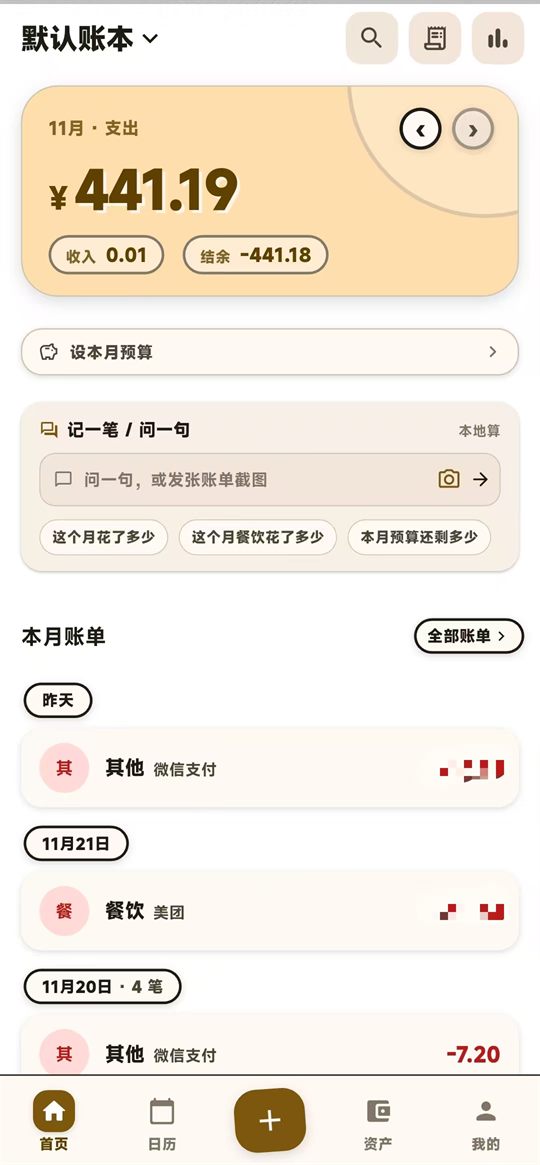 默认账本
11月 · 支出
¥441.19
收入 0.01 结余 -441.18
设本月预算
记一笔 / 问一句 本地算
问一句，或发张账单截图
这个月花了多少 这个月餐饮花了多少 本月预算还剩多少
本月账单 全部账单
昨天
其 其他 微信支付
11月21日
餐 餐饮 美团
11月20日 · 4 笔
其 其他 微信支付 -7.20
首页 日历 资产 我的